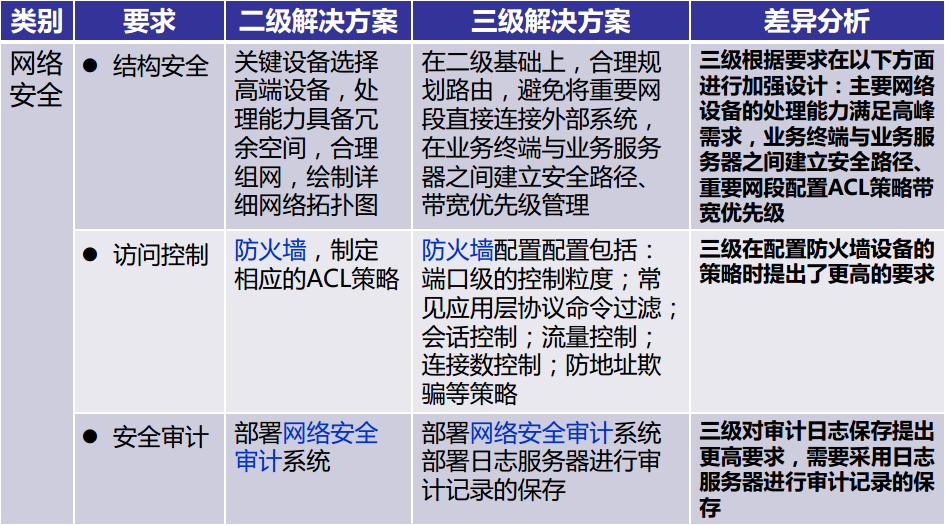 类别
要求
二级解决方案
三级解决方案
差异分析
网络
安全
● 结构安全
关键设备选择
高端设备，处
理能力具备冗
余空间，合理
组网，绘制详
细网络拓扑图
在二级基础上，合理规
划路由，避免将重要网
段直接连接外部系统，
在业务终端与业务服务
器之间建立安全路径、
带宽优先级管理
三级根据要求在以下方面
进行加强设计：主要网络
设备的处理能力满足高峰
需求，业务终端与业务服
务器之间建立安全路径、
重要网段配置ACL策略带
宽优先级
● 访问控制
防火墙，制定
相应的ACL策略
防火墙配置配置包括：
端口级的控制粒度；常
见应用层协议命令过滤；
会话控制；流量控制；
连接数控制；防地址欺
骗等策略
三级在配置防火墙设备的
策略时提出了更高的要求
● 安全审计
部署网络安全
审计系统
部署网络安全审计系统
部署日志服务器进行审
计记录的保存
三级对审计日志保存提出
更高要求，需要采用日志
服务器进行审计记录的保
存